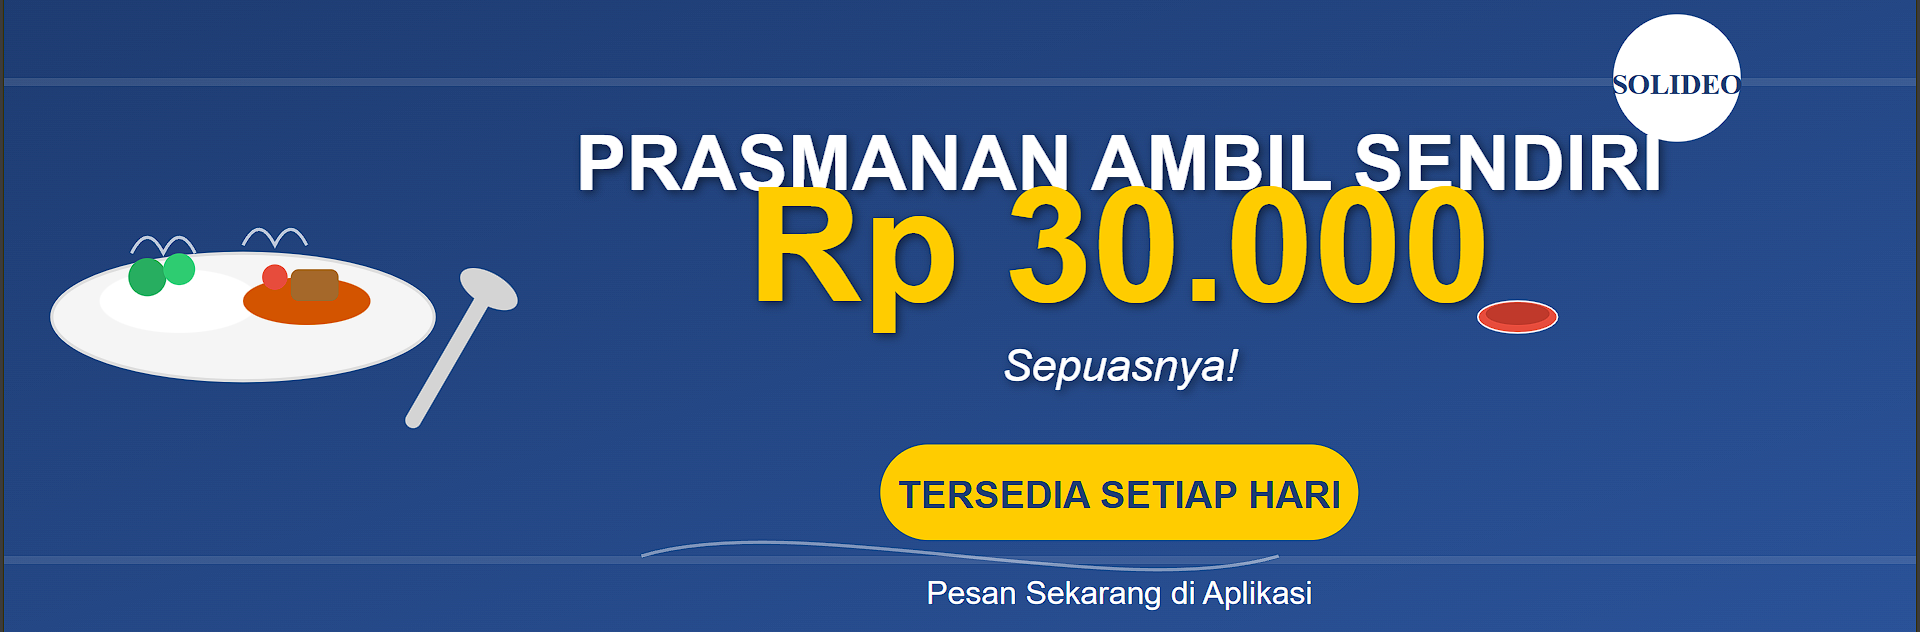 SOLIDEO
PRASMANAN AMBIL SENDIRI
Rp 30.000
Sepuasnya!
TERSEDIA SETIAP HARI
Pesan Sekarang di Aplikasi